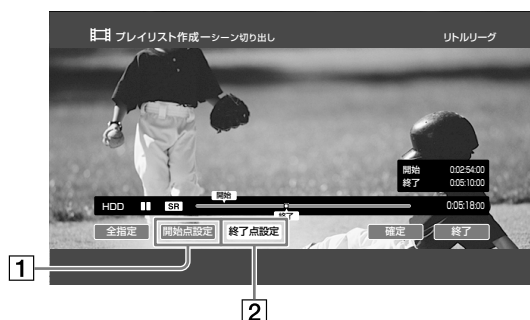 プレイリスト作成－シーン切り出し
リトルリーグ
開始 0:02:54:00
終了 0:05:10:00
開始
HDD SR 0:05:18:00
終了
全指定 開始点設定 終了点設定 確定 終了
1
2